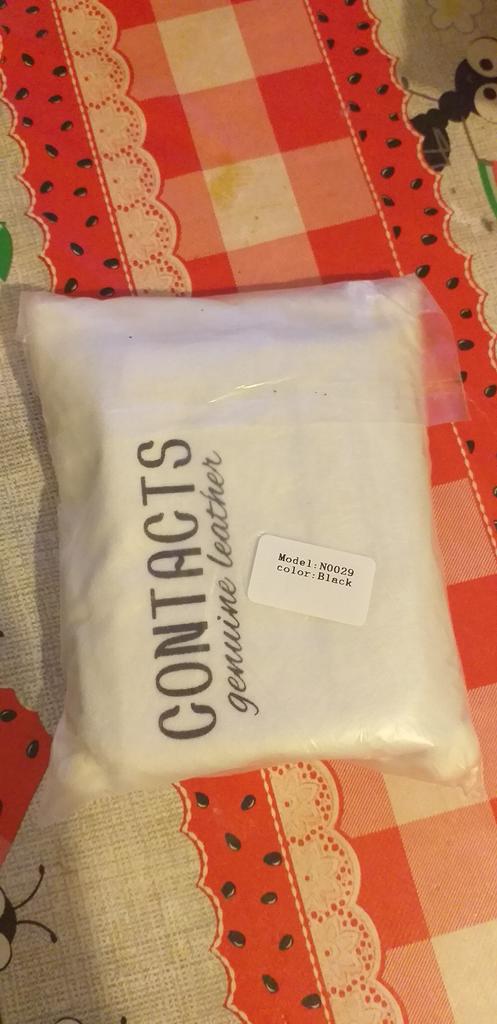 CONTACTS
genuine leather
Model:N0029
color:Black